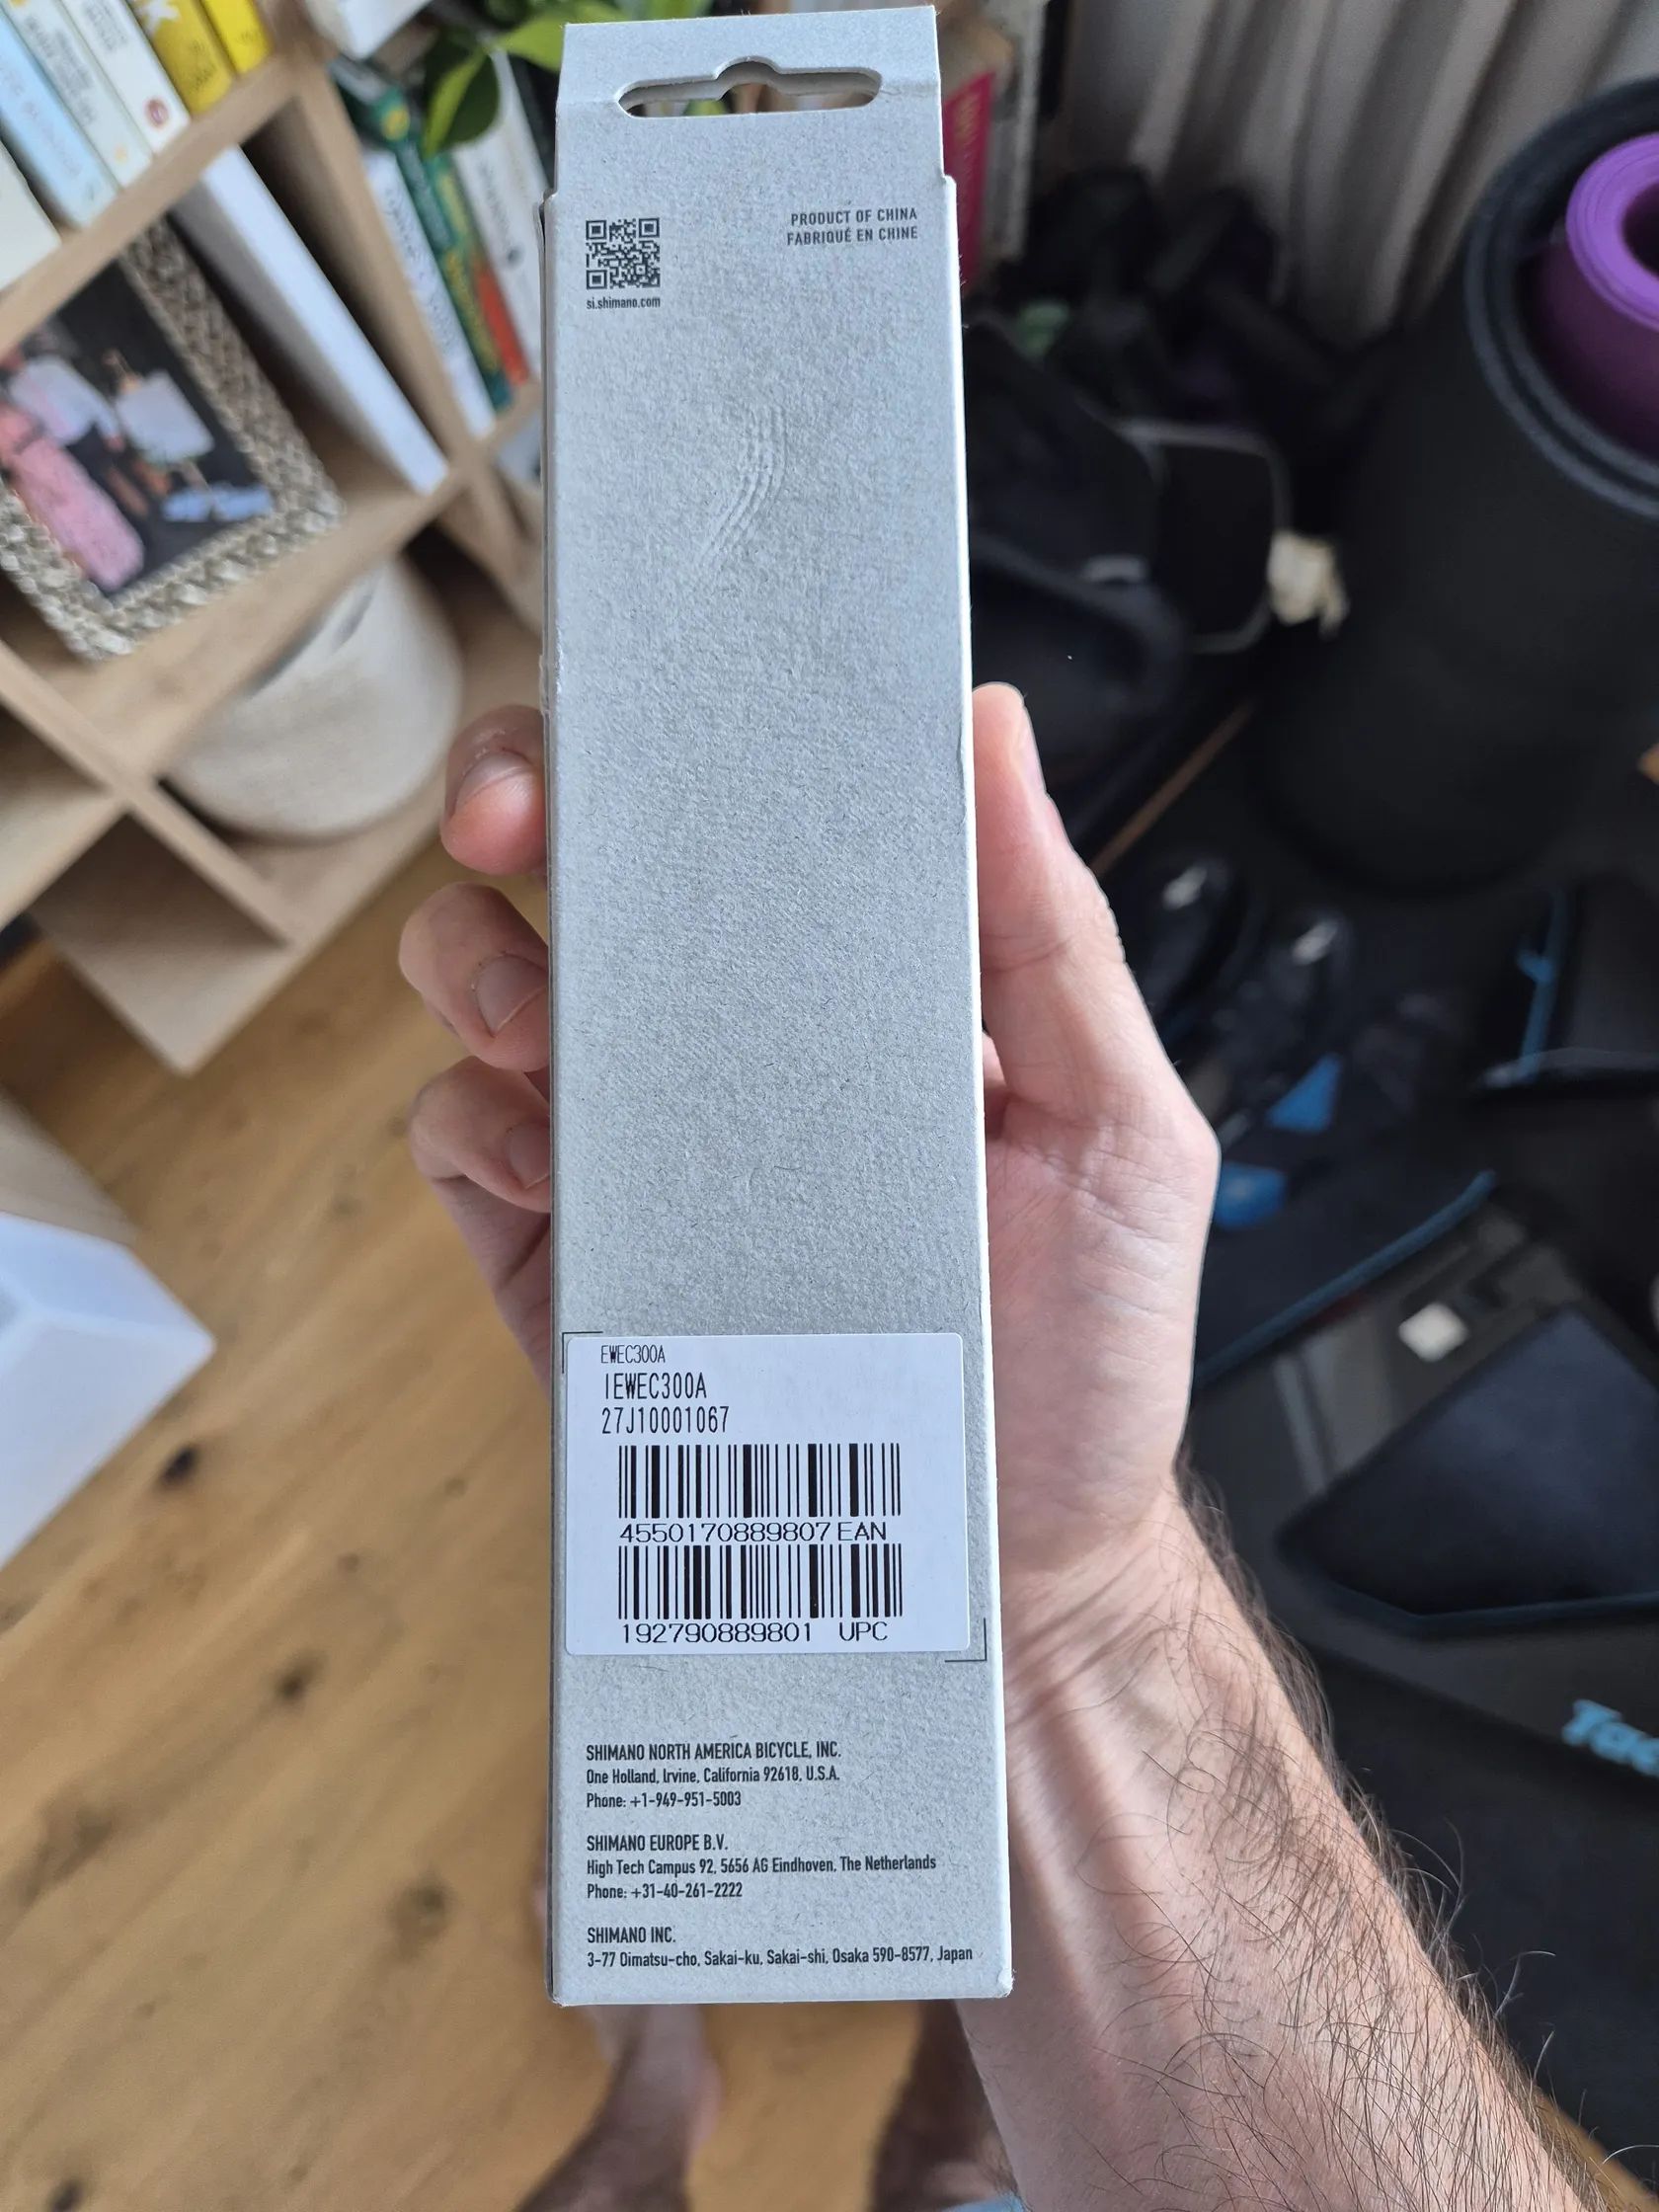 PRODUCT OF CHINA
FABRIQUÉ EN CHINE
si.shimano.com
EWEC300A
IEWEC300A
27J10001067
4550170889807 EAN
192790889801 UPC
SHIMANO NORTH AMERICA BICYCLE, INC.
One Holland, Irvine, California 92618, U.S.A.
Phone: +1-949-951-5003
SHIMANO EUROPE B.V.
High Tech Campus 92, 5656 AG Eindhoven, The Netherlands
Phone: +31-40-261-2222
SHIMANO INC.
3-77 Oimatsu-cho, Sakai-ku, Sakai-shi, Osaka 590-8577, Japan